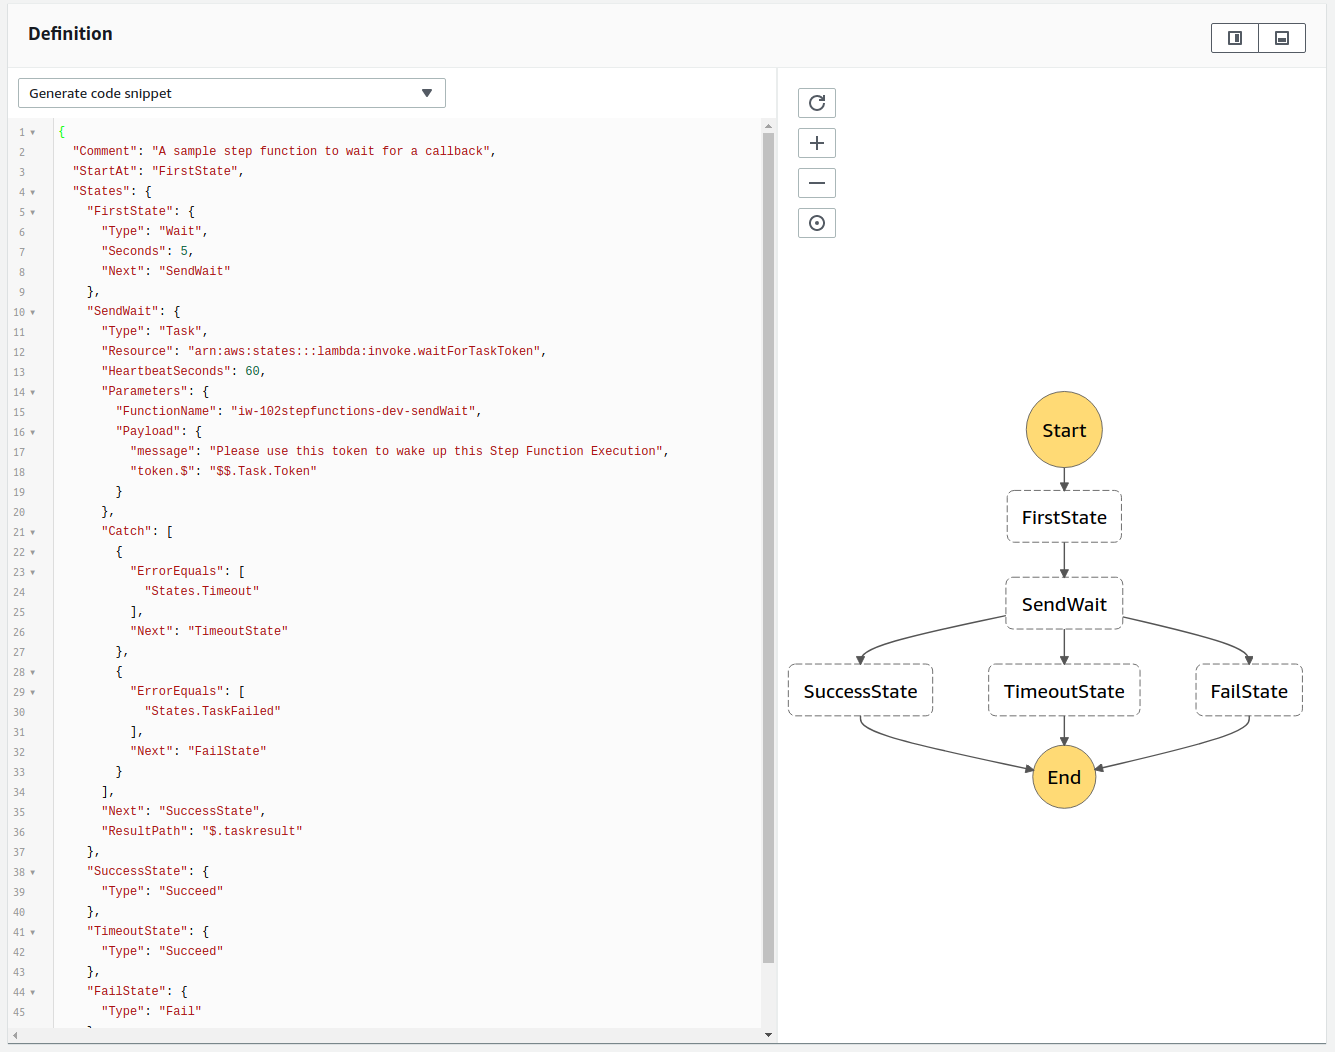 Definition
Generate code snippet
1 {
2 "Comment": "A sample step function to wait for a callback",
3 "StartAt": "FirstState",
4 "States": {
5 "FirstState": {
6 "Type": "Wait",
7 "Seconds": 5,
8 "Next": "SendWait"
9 },
10 "SendWait": {
11 "Type": "Task",
12 "Resource": "arn:aws:states:::lambda:invoke.waitForTaskToken",
13 "HeartbeatSeconds": 60,
14 "Parameters": {
15 "FunctionName": "iw-102stepfunctions-dev-sendWait",
16 "Payload": {
17 "message": "Please use this token to wake up this Step Function Execution",
18 "token.$": "$$.Task.Token"
19 }
20 },
21 "Catch": [
22 {
23 "ErrorEquals": [
24 "States.Timeout"
25 ],
26 "Next": "TimeoutState"
27 },
28 {
29 "ErrorEquals": [
30 "States.TaskFailed"
31 ],
32 "Next": "FailState"
33 }
34 ],
35 "Next": "SuccessState",
36 "ResultPath": "$.taskresult"
37 },
38 "SuccessState": {
39 "Type": "Succeed"
40 },
41 "TimeoutState": {
42 "Type": "Succeed"
43 },
44 "FailState": {
45 "Type": "Fail"
Start
FirstState
SendWait
SuccessState
TimeoutState
FailState
End